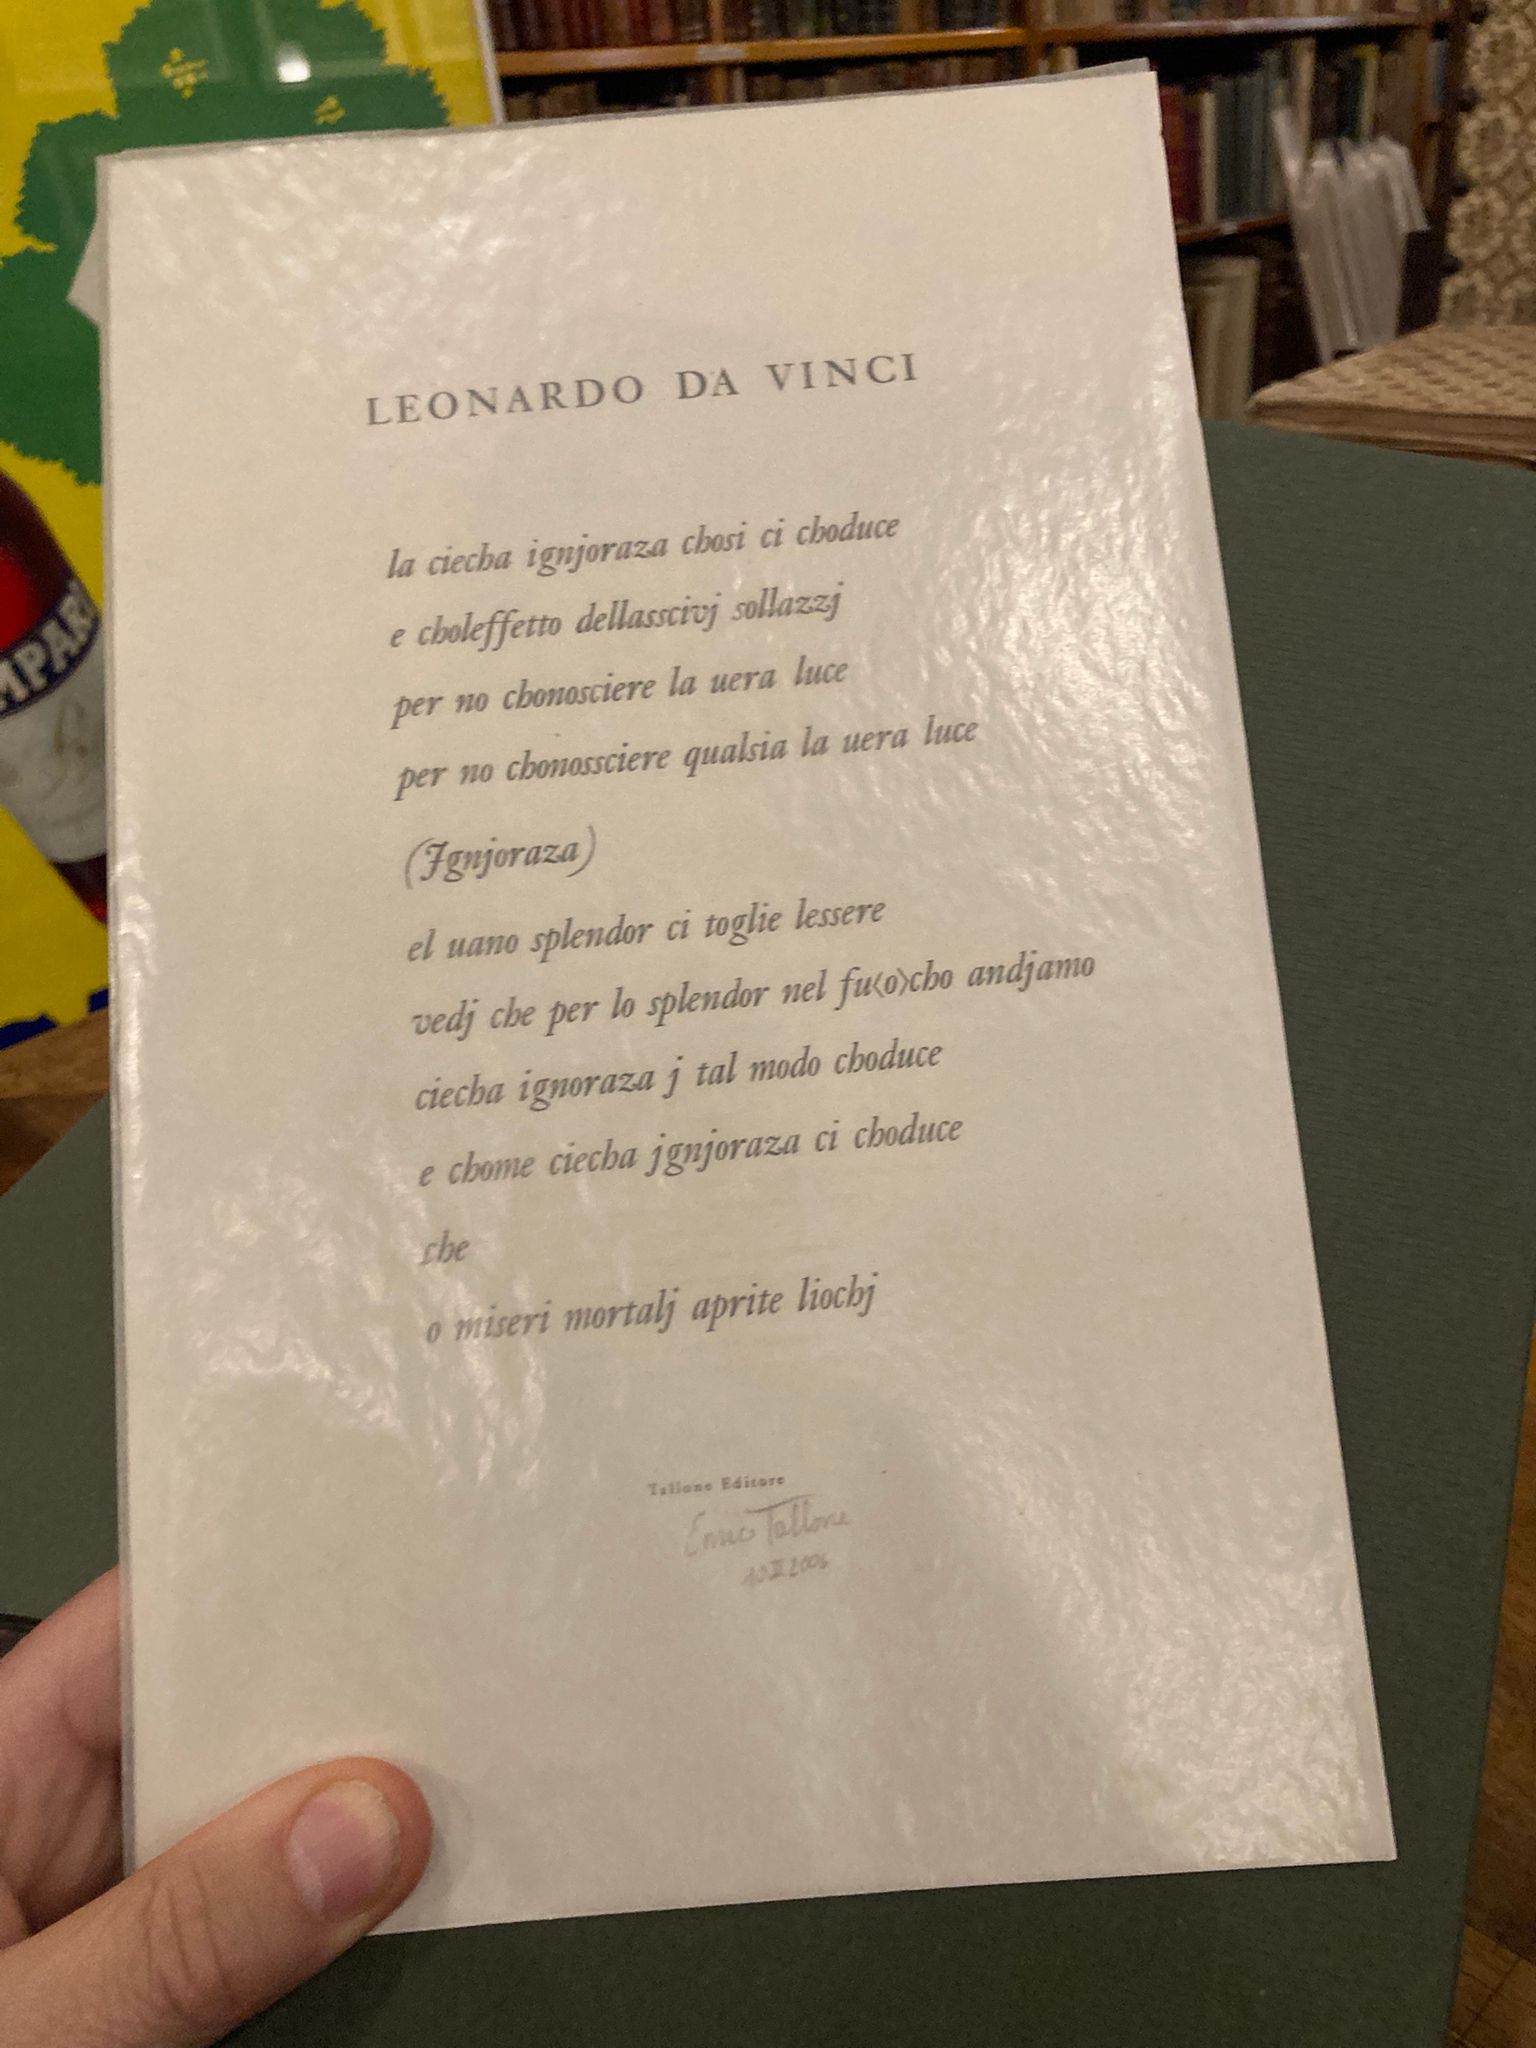 LEONARDO DA VINCI
la ciecha ignjoraza chosi ci choduce
e choleffetto dellasscivj sollazzj
per no chonosciere la uera luce
per no chonossciere qualsia la uera luce
(Jgnjoraza)
el uano splendor ci toglie lessere
vedj che per lo splendor nel fu<o>cho andjamo
ciecha ignoraza j tal modo choduce
e chome ciecha jgnjoraza ci choduce
che
o miseri mortalj aprite liochj
Tallone Editore
Enrico Tallone
MPAR